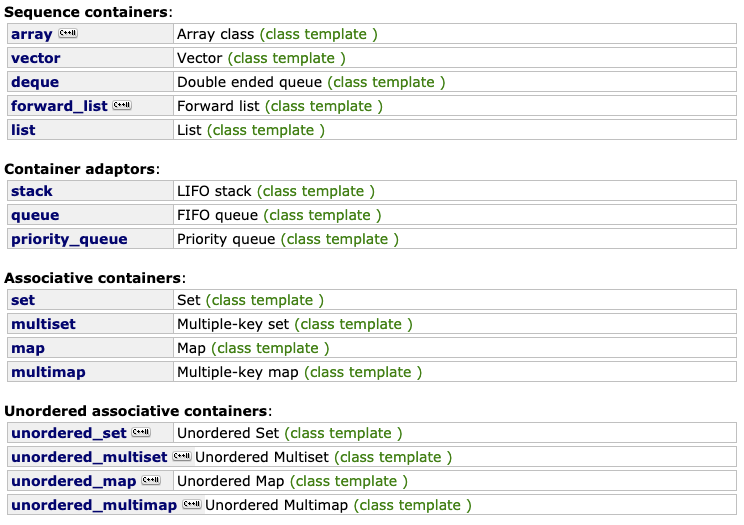 Sequence containers:
array C++11 Array class (class template )
vector Vector (class template )
deque Double ended queue (class template )
forward_list C++11 Forward list (class template )
list List (class template )
Container adaptors:
stack LIFO stack (class template )
queue FIFO queue (class template )
priority_queue Priority queue (class template )
Associative containers:
set Set (class template )
multiset Multiple-key set (class template )
map Map (class template )
multimap Multiple-key map (class template )
Unordered associative containers:
unordered_set C++11 Unordered Set (class template )
unordered_multiset C++11 Unordered Multiset (class template )
unordered_map C++11 Unordered Map (class template )
unordered_multimap C++11 Unordered Multimap (class template )